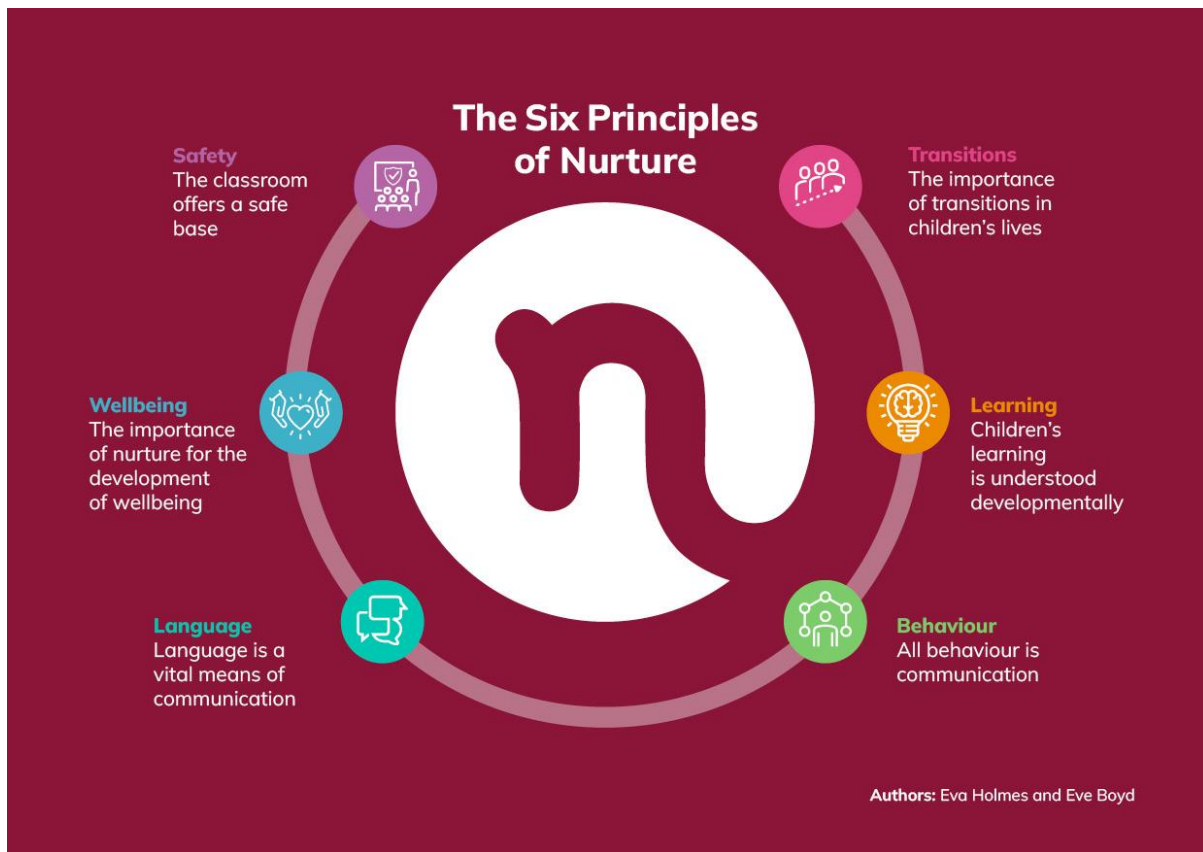 The Six Principles
of Nurture
Safety
The classroom
offers a safe
base
Transitions
The importance
of transitions in
children's lives
Wellbeing
The importance
of nurture for the
development
of wellbeing
Learning
Children's
learning
is understood
developmentally
Language
Language is a
vital means of
communication
Behaviour
All behaviour is
communication
n
Authors: Eva Holmes and Eve Boyd